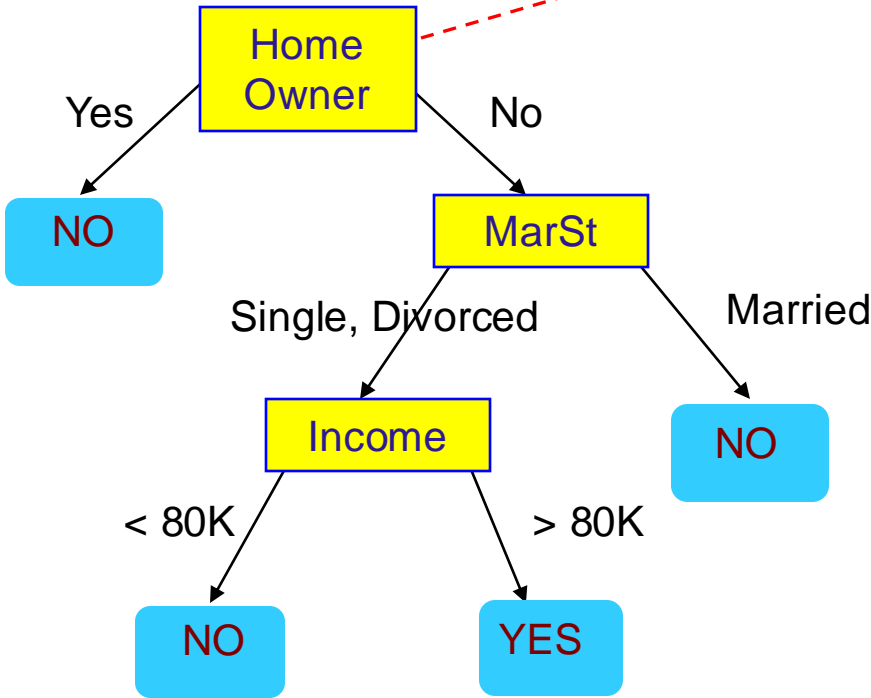 Home
Owner
Yes
No
NO
MarSt
Single, Divorced
Married
Income
NO
< 80K
> 80K
NO
YES